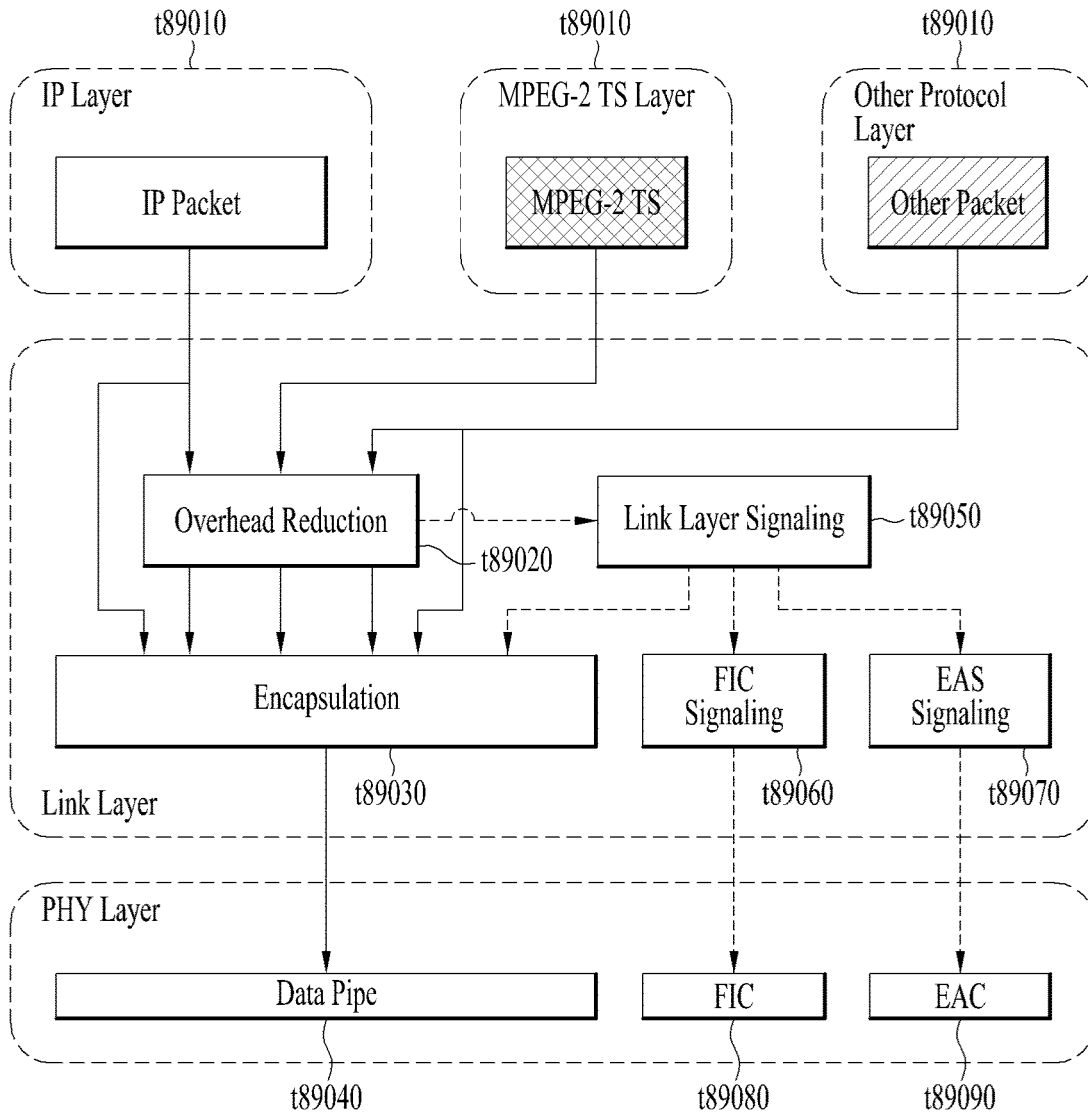 t89010
t89010
t89010
IP Layer
MPEG-2 TS Layer
Other Protocol
Layer
IP Packet
MPEG-2 TS
Other Packet
Overhead Reduction
Link Layer Signaling
t89050
t89020
Encapsulation
FIC
Signaling
EAS
Signaling
t89030
t89060
t89070
Link Layer
PHY Layer
Data Pipe
FIC
EAC
t89040
t89080
t89090